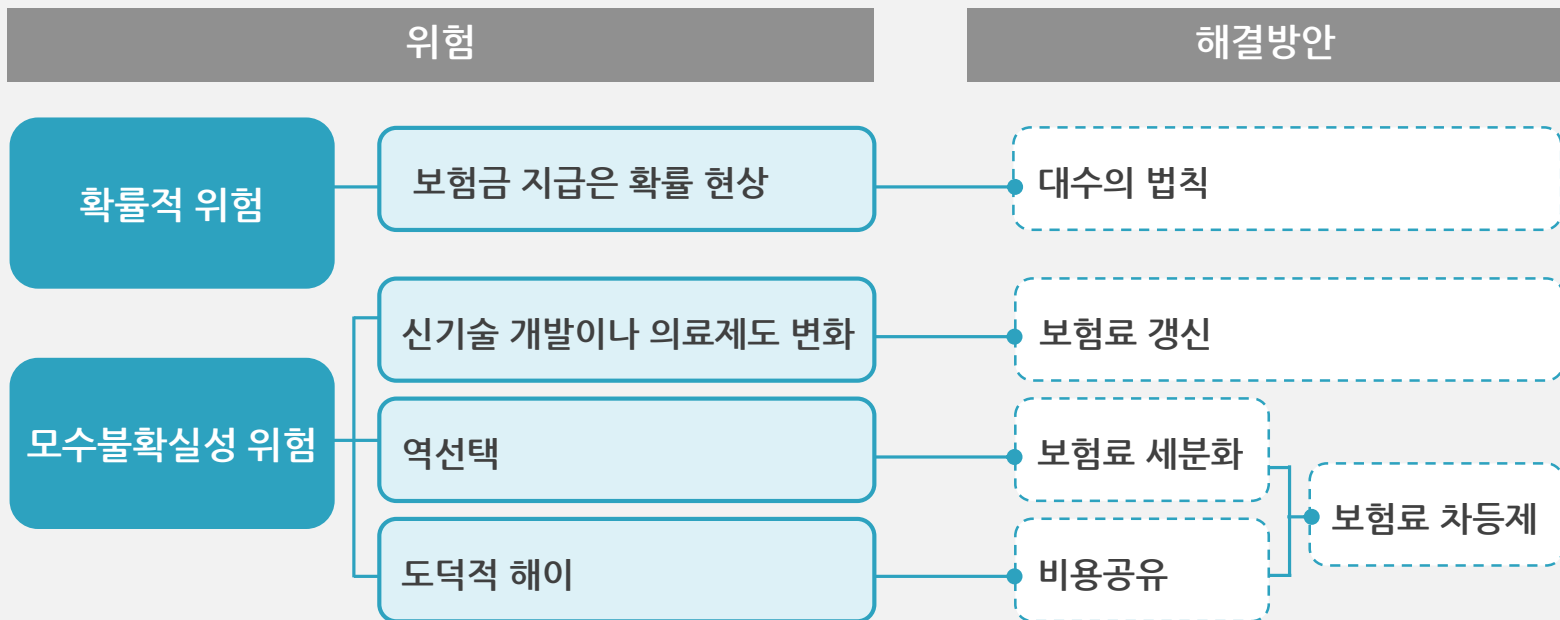 위험
해결방안
확률적 위험
보험금 지급은 확률 현상
대수의 법칙
모수불확실성 위험
신기술 개발이나 의료제도 변화
보험료 갱신
역선택
보험료 세분화
도덕적 해이
비용공유
보험료 차등제